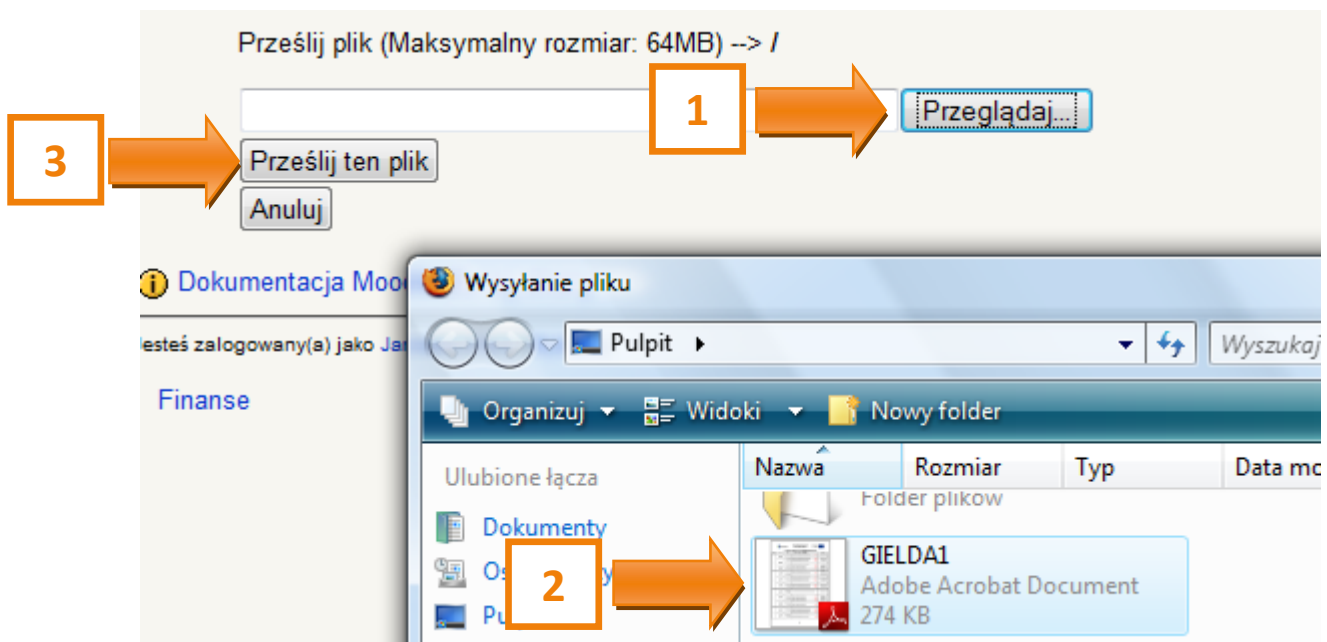 Prześlij plik (Maksymalny rozmiar: 64MB) --> /
1
Przeglądaj...
3
Prześlij ten plik
Anuluj
Dokumentacja Moo
Wysyłanie pliku
Jesteś zalogowany(a) jako Jan
Pulpit
Wyszukaj
Finanse
Organizuj
Widoki
Nowy folder
Ulubione łącza
Nazwa
Rozmiar
Typ
Data mo
Folder plików
Dokumenty
GIELDA1
2
Adobe Acrobat Document
274 KB